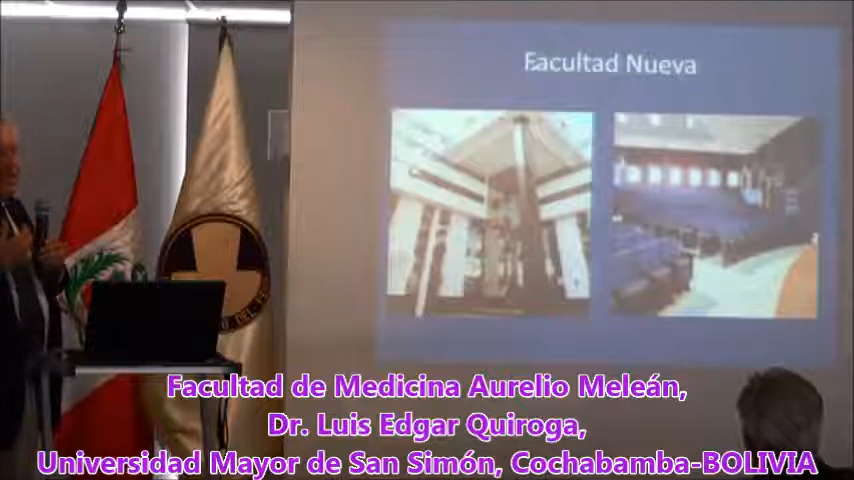 Facultad Nueva
Facultad de Medicina Aurelio Meleán,
Dr. Luis Edgar Quiroga,
Universidad Mayor de San Simón, Cochabamba-BOLIVIA